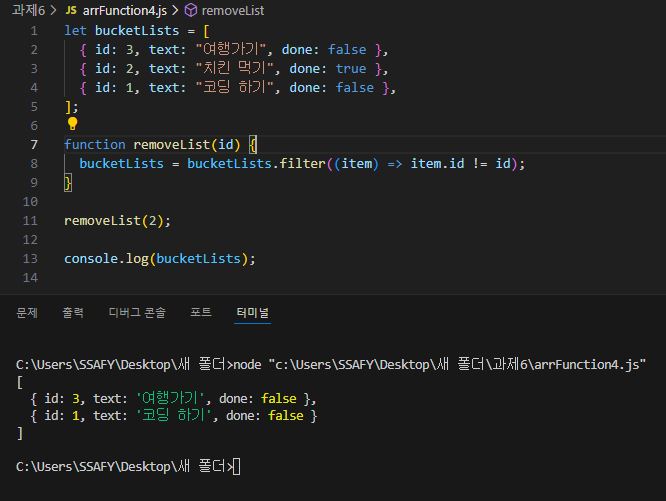 과제6 > JS arrFunction4.js > removeList
1 let bucketLists = [
2 { id: 3, text: "여행가기", done: false },
3 { id: 2, text: "치킨 먹기", done: true },
4 { id: 1, text: "코딩 하기", done: false },
5 ];
6
7 function removeList(id) {
8 bucketLists = bucketLists.filter((item) => item.id != id);
9 }
10
11 removeList(2);
12
13 console.log(bucketLists);
14
문제 출력 디버그 콘솔 포트 터미널
C:\Users\SSAFY\Desktop\새 폴더>node "c:\Users\SSAFY\Desktop\새 폴더\과제6\arrFunction4.js"
[
{ id: 3, text: '여행가기', done: false },
{ id: 1, text: '코딩 하기', done: false }
]
C:\Users\SSAFY\Desktop\새 폴더>